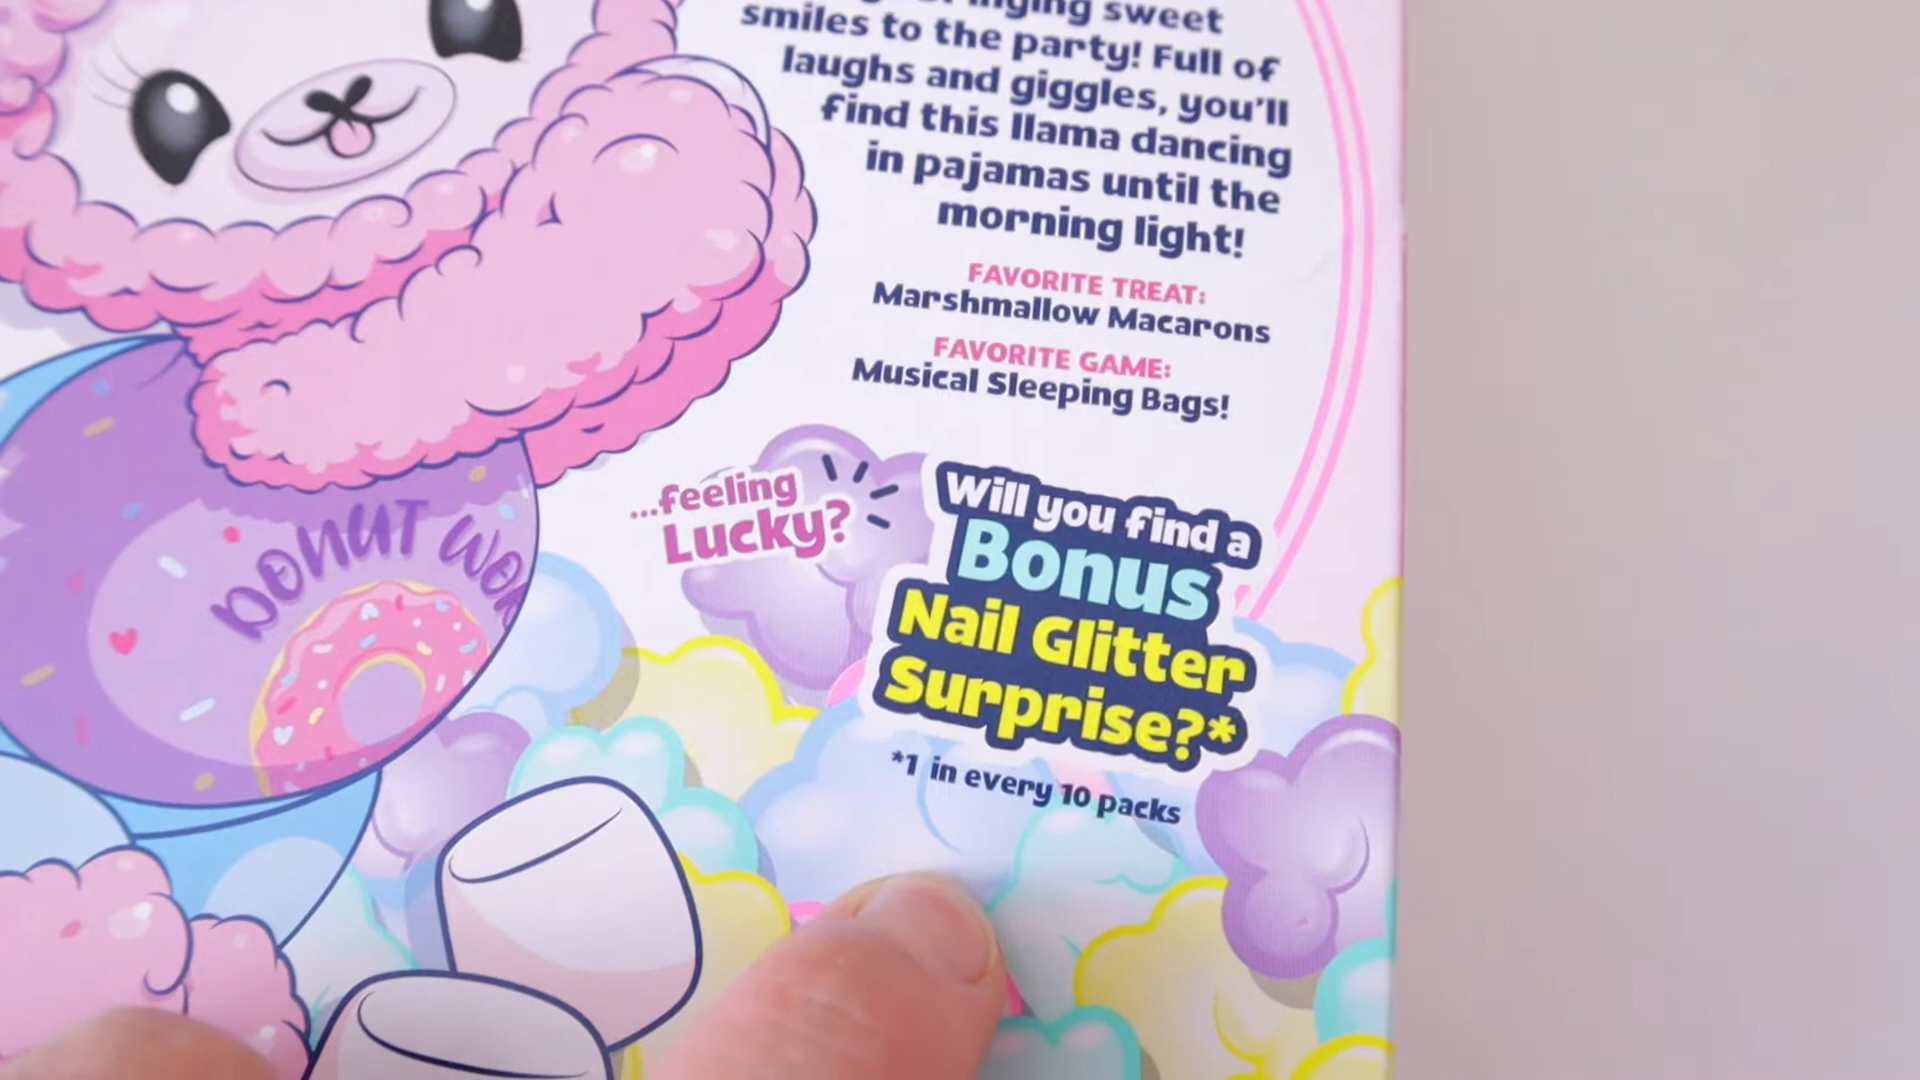 sweet
smiles to the party! Full of
laughs and giggles, you'll
find this llama dancing
in pajamas until the
morning light!
FAVORITE TREAT:
Marshmallow Macarons
FAVORITE GAME:
Musical Sleeping Bags!
...feeling
Lucky?
Will you find a
Bonus
Nail Glitter
Surprise?*
*1 in every 10 packs
DONUT